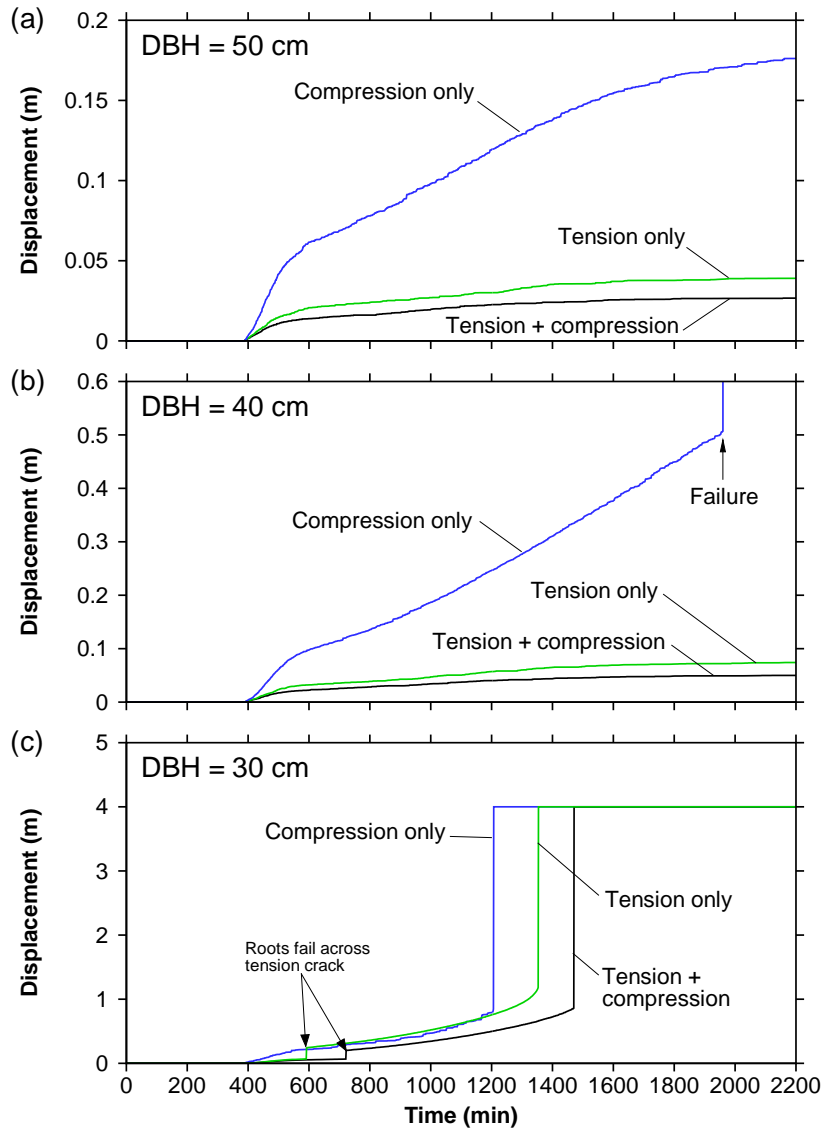 (a)
DBH = 50 cm
Displacement (m)
0.2
0.15
0.1
0.05
0
Compression only
Tension only
Tension + compression
(b)
DBH = 40 cm
Displacement (m)
0.6
0.5
0.4
0.3
0.2
0.1
0
Compression only
Failure
Tension only
Tension + compression
(c)
DBH = 30 cm
Displacement (m)
5
4
3
2
1
0
Compression only
Tension only
Roots fail across
tension crack
Tension +
compression
0 200 400 600 800 1000 1200 1400 1600 1800 2000 2200
Time (min)